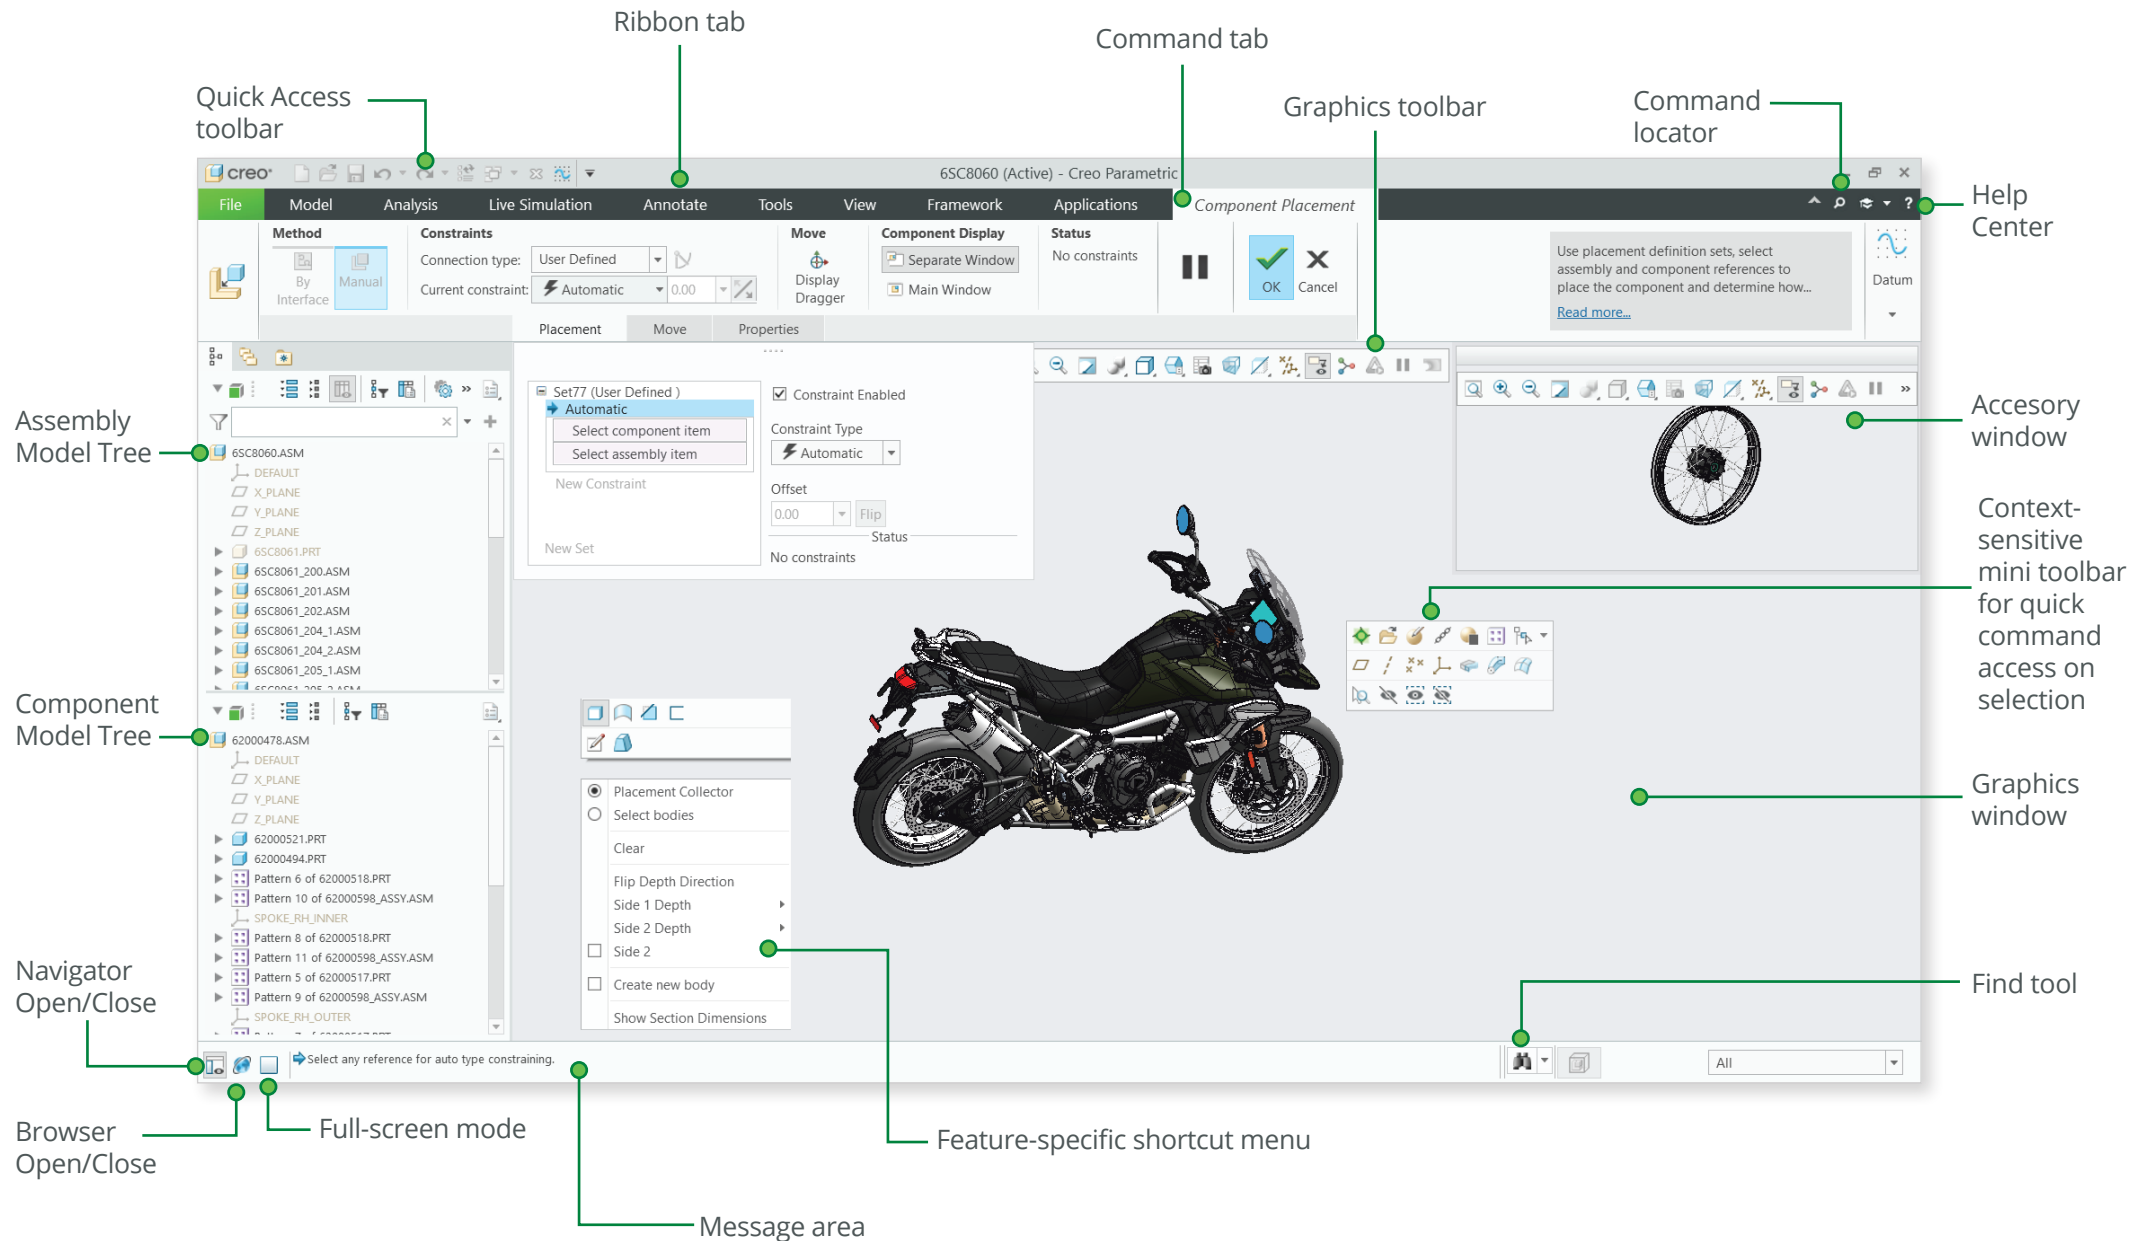 Ribbon tab
Command tab
Quick Access
toolbar
Graphics toolbar
Command
locator
creo
6SC8060 (Active) - Creo Parametric
File
Model
Analysis
Live Simulation
Annotate
Tools
View
Framework
Applications
Component Placement
?
Help
Center
Method
By
Interface
Manual
Constraints
Connection type:
User Defined
Current constraint:
Automatic
0.00
Move
Display
Dragger
Component Display
Separate Window
Main Window
Status
No constraints
OK
Cancel
Use placement definition sets, select
assembly and component references to
place the component and determine how...
Read more...
Datum
Placement
Move
Properties
Set77 (User Defined )
Automatic
Select component item
Select assembly item
New Constraint
New Set
Constraint Enabled
Constraint Type
Automatic
Offset
0.00
Flip
Status
No constraints
Assembly
Model Tree
6SC8060.ASM
DEFAULT
X_PLANE
Y_PLANE
Z_PLANE
6SC8061.PRT
6SC8061_200.ASM
6SC8061_201.ASM
6SC8061_202.ASM
6SC8061_204_1.ASM
6SC8061_204_2.ASM
6SC8061_205_1.ASM
6SC8061_205_2.ASM
Component
Model Tree
62000478.ASM
DEFAULT
X_PLANE
Y_PLANE
Z_PLANE
62000521.PRT
62000494.PRT
Pattern 6 of 62000518.PRT
Pattern 10 of 62000598_ASSY.ASM
SPOKE_RH_INNER
Pattern 8 of 62000518.PRT
Pattern 11 of 62000598_ASSY.ASM
Pattern 5 of 62000517.PRT
Pattern 9 of 62000598_ASSY.ASM
SPOKE_RH_OUTER
Accesory
window
Context-
sensitive
mini toolbar
for quick
command
access on
selection
Graphics
window
Placement Collector
Select bodies
Clear
Flip Depth Direction
Side 1 Depth
Side 2 Depth
Side 2
Create new body
Show Section Dimensions
Navigator
Open/Close
Find tool
Select any reference for auto type constraining.
All
Browser
Open/Close
Full-screen mode
Feature-specific shortcut menu
Message area